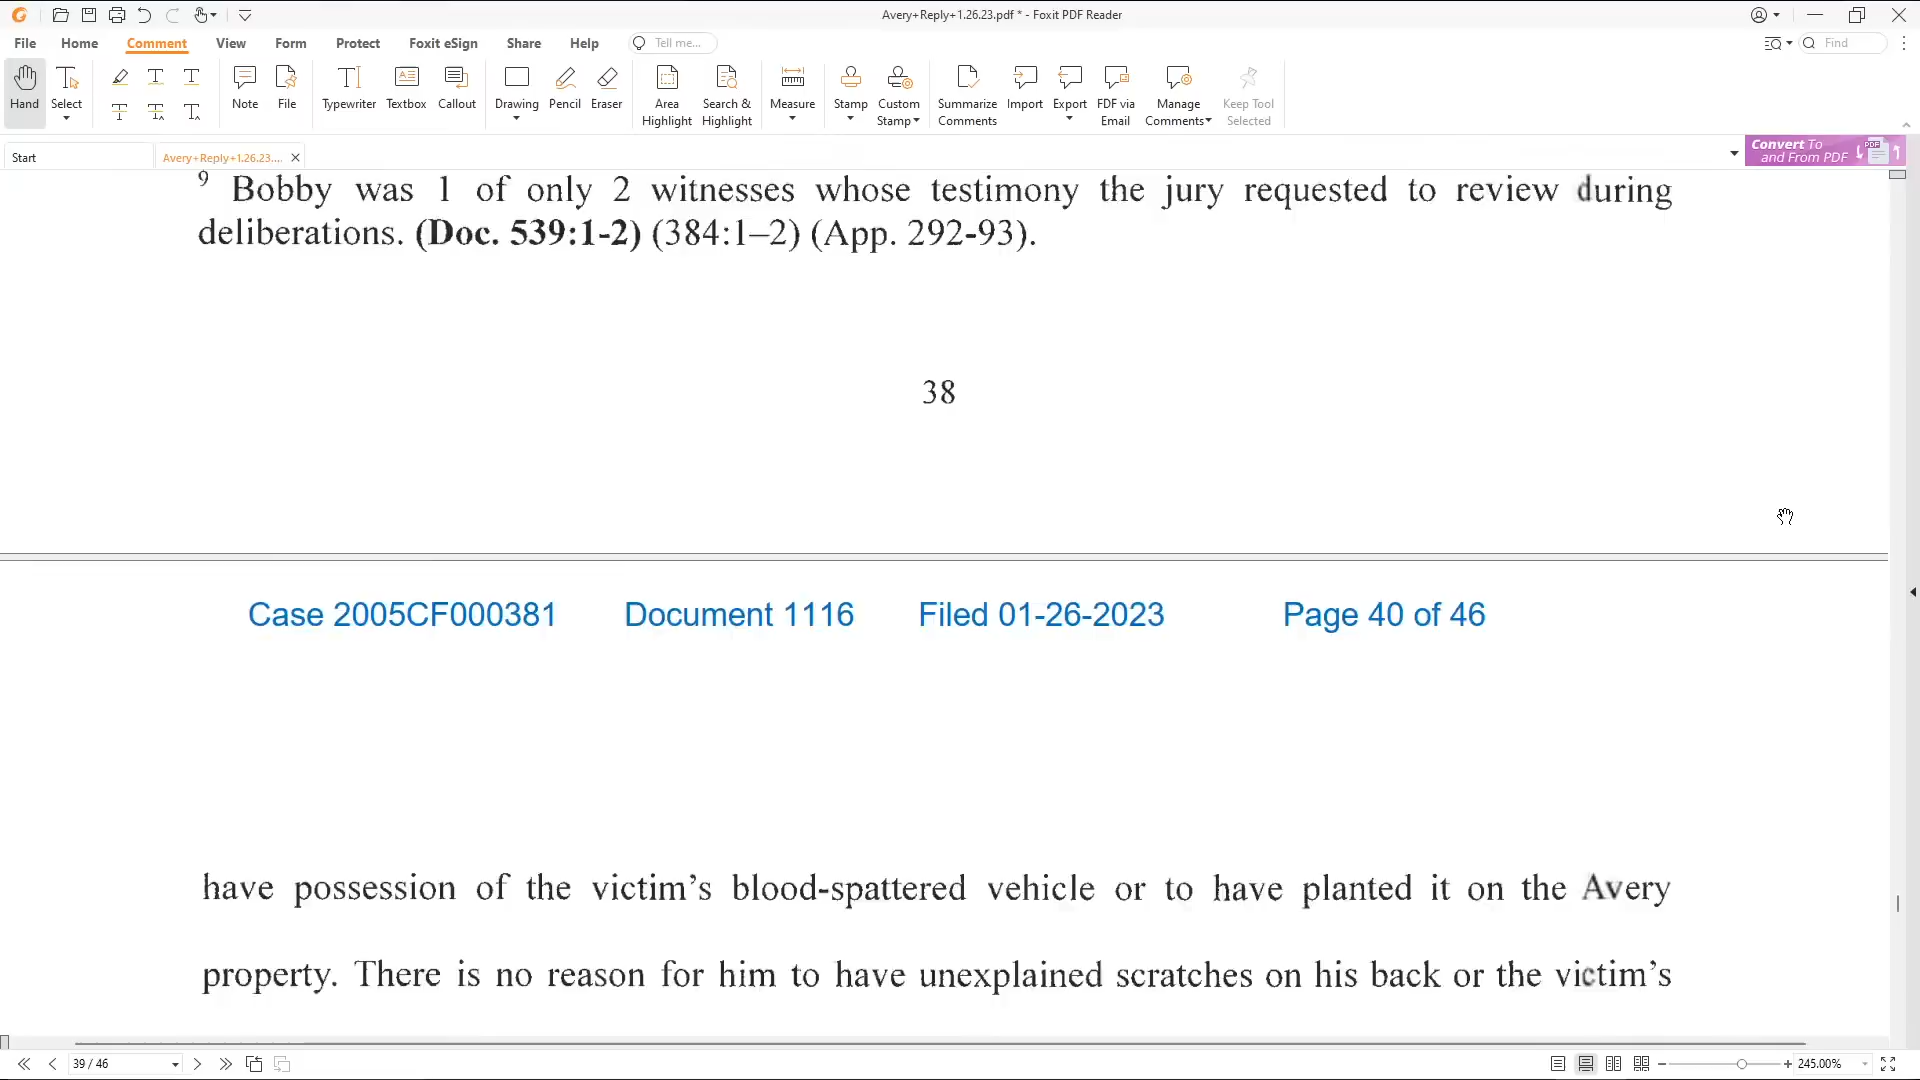 Avery+Reply+1.26.23.pdf * - Foxit PDF Reader
File Home Comment View Form Protect Foxit eSign Share Help Tell me... Find
Hand Select Note File Typewriter Textbox Callout Drawing Pencil Eraser Area Highlight Search & Highlight Measure Stamp Custom Stamp Summarize Comments Import Export FDF via Email Manage Comments Keep Tool Selected
Start Avery+Reply+1.26.23....
Convert To
and From PDF
PDF
9 Bobby was 1 of only 2 witnesses whose testimony the jury requested to review during
deliberations. (Doc. 539:1-2) (384:1–2) (App. 292-93).
38
Case 2005CF000381 Document 1116 Filed 01-26-2023 Page 40 of 46
have possession of the victim's blood-spattered vehicle or to have planted it on the Avery
property. There is no reason for him to have unexplained scratches on his back or the victim's
39 / 46
245.00%